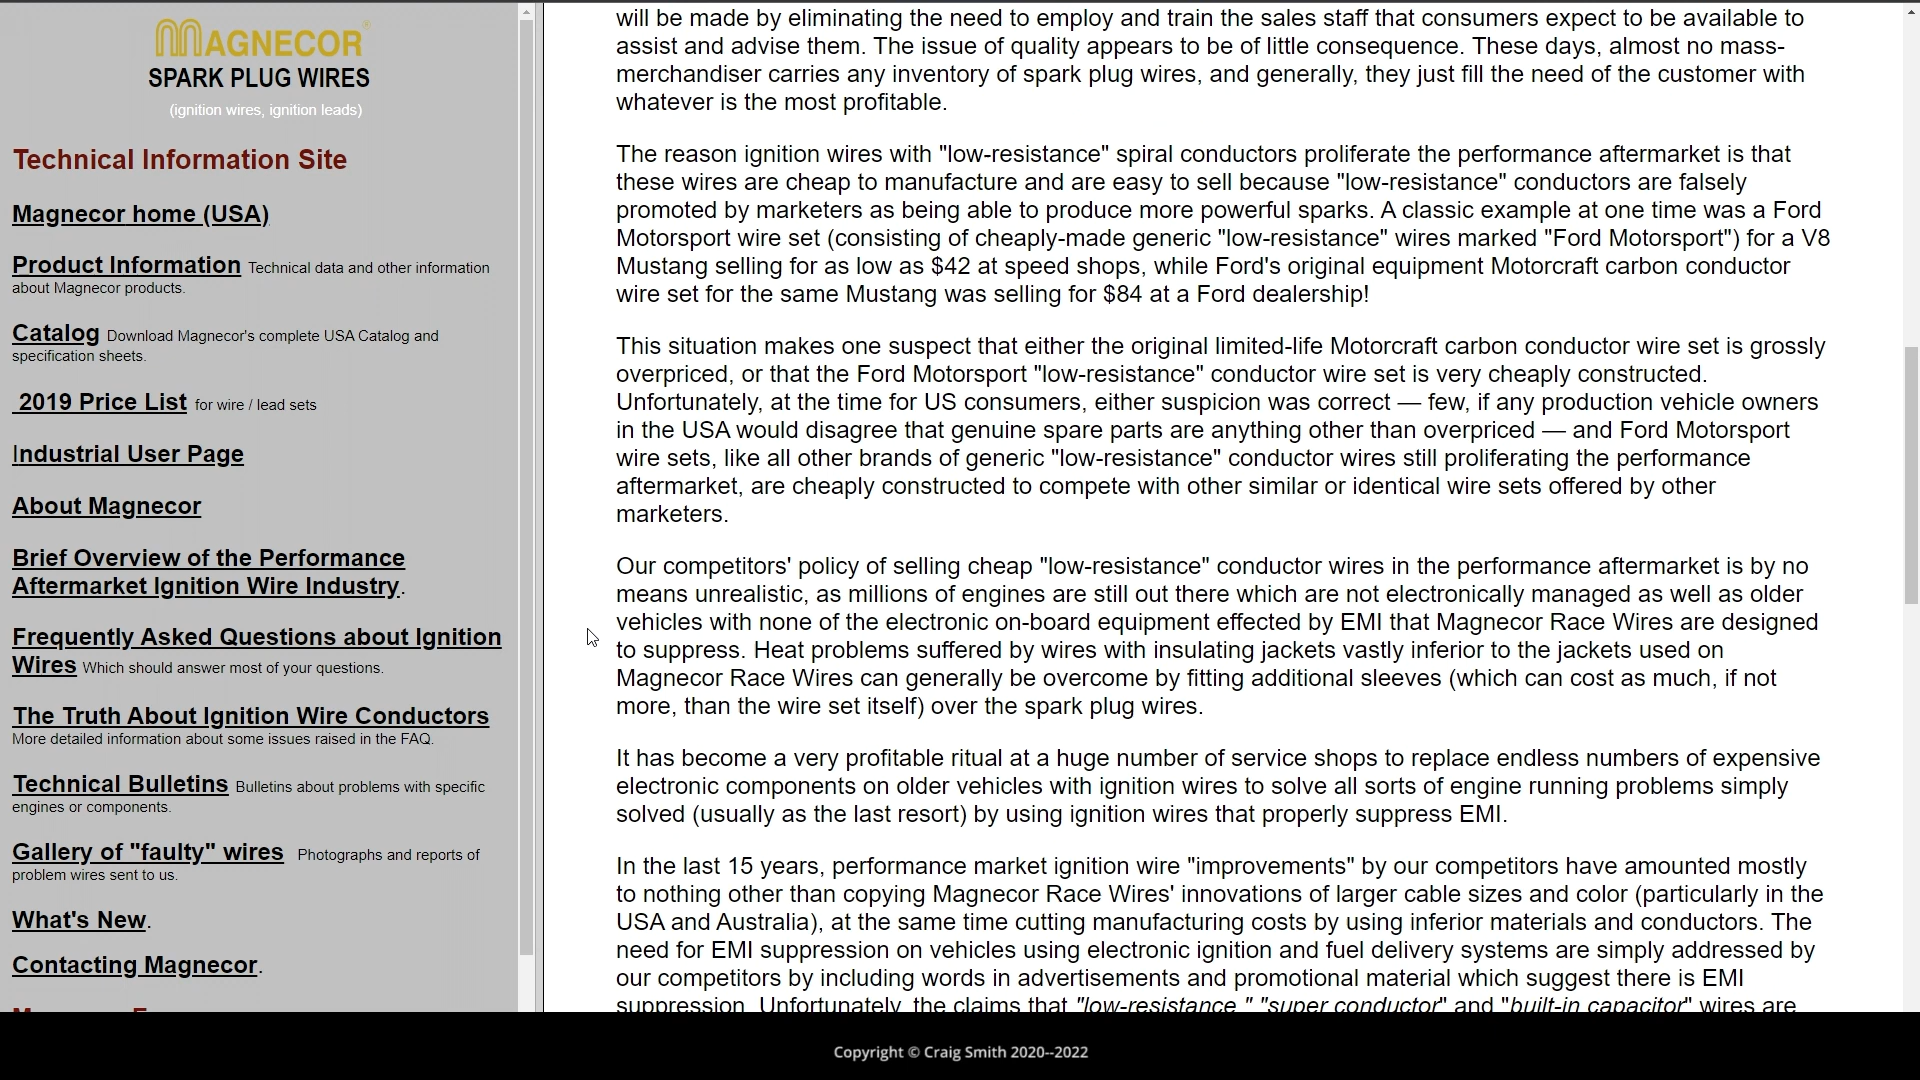 MAGNECOR®
SPARK PLUG WIRES
(ignition wires, ignition leads)
Technical Information Site
Magnecor home (USA)
Product Information Technical data and other information
about Magnecor products.
Catalog Download Magnecor's complete USA Catalog and
specification sheets.
2019 Price List for wire / lead sets
Industrial User Page
About Magnecor
Brief Overview of the Performance
Aftermarket Ignition Wire Industry.
Frequently Asked Questions about Ignition
Wires Which should answer most of your questions.
The Truth About Ignition Wire Conductors
More detailed information about some issues raised in the FAQ.
Technical Bulletins Bulletins about problems with specific
engines or components.
Gallery of "faulty" wires Photographs and reports of
problem wires sent to us.
What's New.
Contacting Magnecor.
will be made by eliminating the need to employ and train the sales staff that consumers expect to be available to
assist and advise them. The issue of quality appears to be of little consequence. These days, almost no mass-
merchandiser carries any inventory of spark plug wires, and generally, they just fill the need of the customer with
whatever is the most profitable.
The reason ignition wires with "low-resistance" spiral conductors proliferate the performance aftermarket is that
these wires are cheap to manufacture and are easy to sell because "low-resistance" conductors are falsely
promoted by marketers as being able to produce more powerful sparks. A classic example at one time was a Ford
Motorsport wire set (consisting of cheaply-made generic "low-resistance" wires marked "Ford Motorsport") for a V8
Mustang selling for as low as $42 at speed shops, while Ford's original equipment Motorcraft carbon conductor
wire set for the same Mustang was selling for $84 at a Ford dealership!
This situation makes one suspect that either the original limited-life Motorcraft carbon conductor wire set is grossly
overpriced, or that the Ford Motorsport "low-resistance" conductor wire set is very cheaply constructed.
Unfortunately, at the time for US consumers, either suspicion was correct — few, if any production vehicle owners
in the USA would disagree that genuine spare parts are anything other than overpriced — and Ford Motorsport
wire sets, like all other brands of generic "low-resistance" conductor wires still proliferating the performance
aftermarket, are cheaply constructed to compete with other similar or identical wire sets offered by other
marketers.
Our competitors' policy of selling cheap "low-resistance" conductor wires in the performance aftermarket is by no
means unrealistic, as millions of engines are still out there which are not electronically managed as well as older
vehicles with none of the electronic on-board equipment effected by EMI that Magnecor Race Wires are designed
to suppress. Heat problems suffered by wires with insulating jackets vastly inferior to the jackets used on
Magnecor Race Wires can generally be overcome by fitting additional sleeves (which can cost as much, if not
more, than the wire set itself) over the spark plug wires.
It has become a very profitable ritual at a huge number of service shops to replace endless numbers of expensive
electronic components on older vehicles with ignition wires to solve all sorts of engine running problems simply
solved (usually as the last resort) by using ignition wires that properly suppress EMI.
In the last 15 years, performance market ignition wire "improvements" by our competitors have amounted mostly
to nothing other than copying Magnecor Race Wires' innovations of larger cable sizes and color (particularly in the
USA and Australia), at the same time cutting manufacturing costs by using inferior materials and conductors. The
need for EMI suppression on vehicles using electronic ignition and fuel delivery systems are simply addressed by
our competitors by including words in advertisements and promotional material which suggest there is EMI
suppression. Unfortunately, the claims that "low-resistance," "super conductor" and "built-in capacitor" wires are
Copyright © Craig Smith 2020--2022